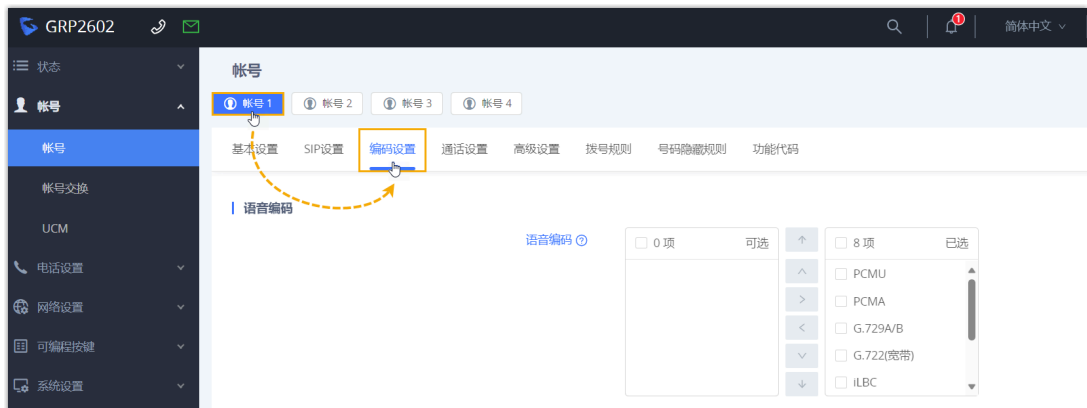 GRP2602
1
简体中文
状态
帐号
帐号
帐号交换
UCM
电话设置
网络设置
可编程按键
系统设置
帐号
帐号 1 帐号 2 帐号 3 帐号 4
基本设置 SIP设置 编码设置 通话设置 高级设置 拨号规则 号码隐藏规则 功能代码
语音编码
语音编码 ?
0 项 可选
8 项 已选
PCMU
PCMA
G.729A/B
G.722(宽带)
iLBC